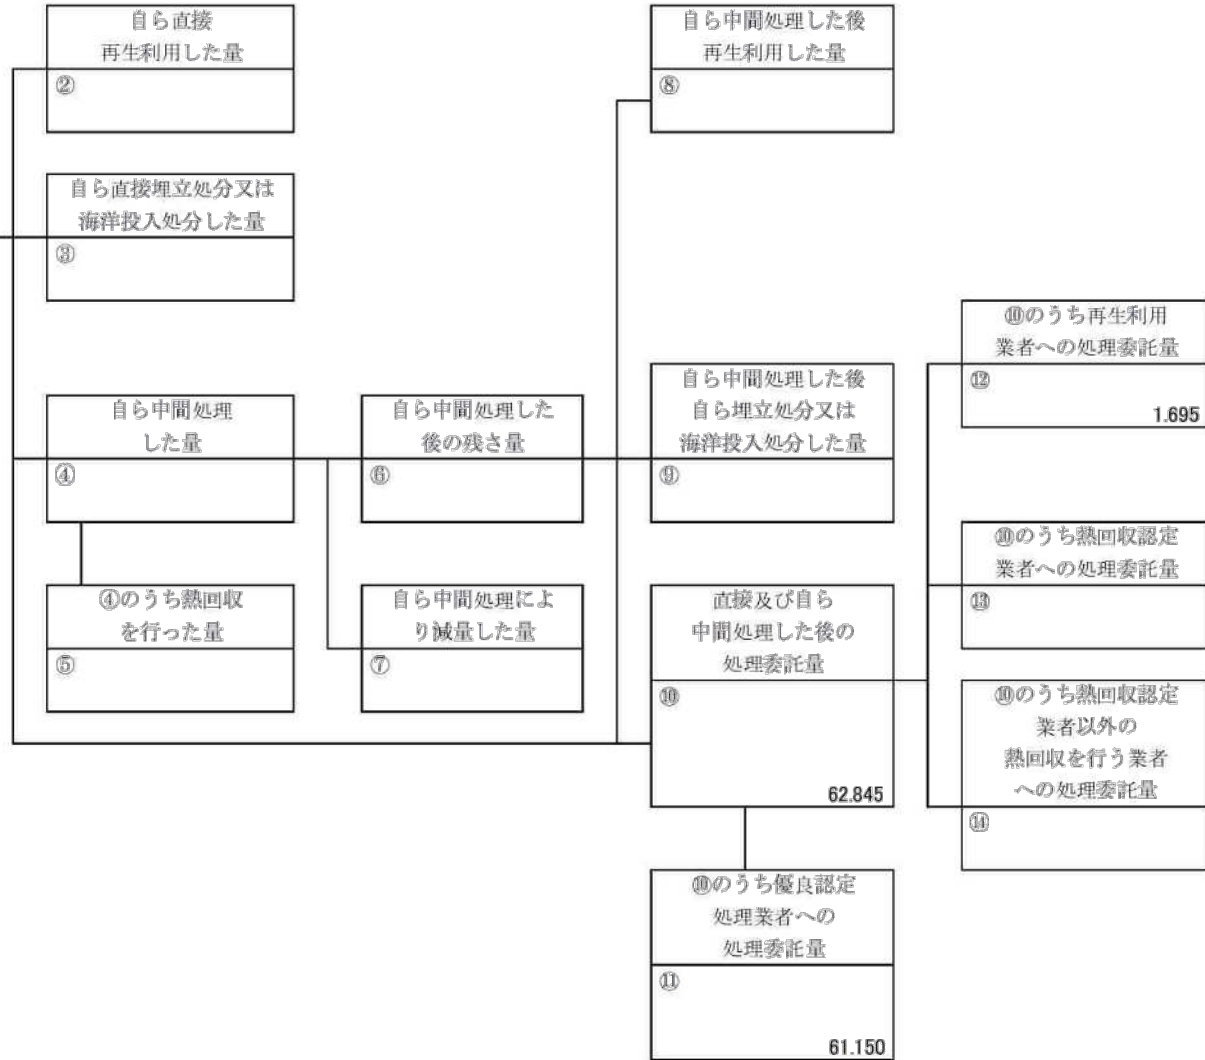 自ら直接
再生利用した量
②
自ら中間処理した後
再生利用した量
⑧
自ら直接埋立処分又は
海洋投入処分した量
③
⑩のうち再生利用
業者への処理委託量
⑫
1.695
自ら中間処理
した量
④
自ら中間処理した
後の残さ量
⑥
自ら中間処理した後
自ら埋立処分又は
海洋投入処分した量
⑨
⑩のうち熱回収認定
業者への処理委託量
⑬
④のうち熱回収
を行った量
⑤
自ら中間処理によ
り減量した量
⑦
直接及び自ら
中間処理した後の
処理委託量
⑩
62.845
⑩のうち熱回収認定
業者以外の
熱回収を行う業者
への処理委託量
⑭
⑩のうち優良認定
処理業者への
処理委託量
⑪
61.150